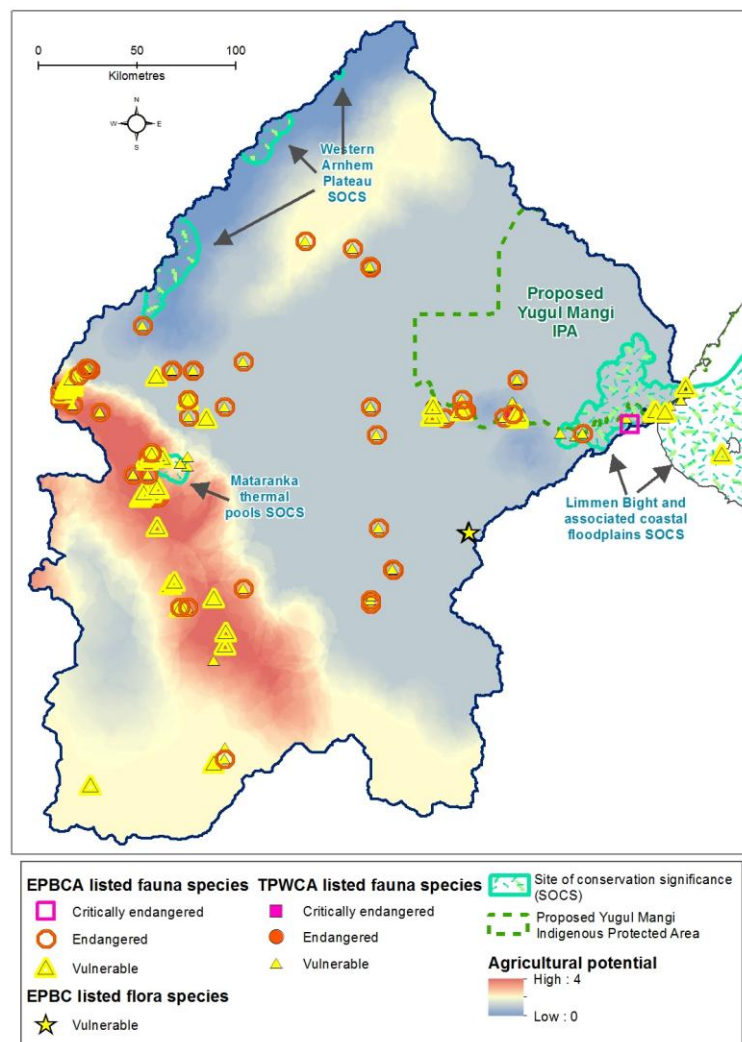 0 50 100
Kilometres
N
W E
S
Western
Arnhem
Plateau
SOCS
Proposed
Yugul Mangi
IPA
Mataranka
thermal
pools SOCS
Limmen Bight and
associated coastal
floodplains SOCS
EPBCA listed fauna species
Critically endangered
Endangered
Vulnerable
EPBC listed flora species
Vulnerable
TPWCA listed fauna species
Critically endangered
Endangered
Vulnerable
Site of conservation significance
(SOCS)
Proposed Yugul Mangi
Indigenous Protected Area
Agricultural potential
High : 4
Low : 0